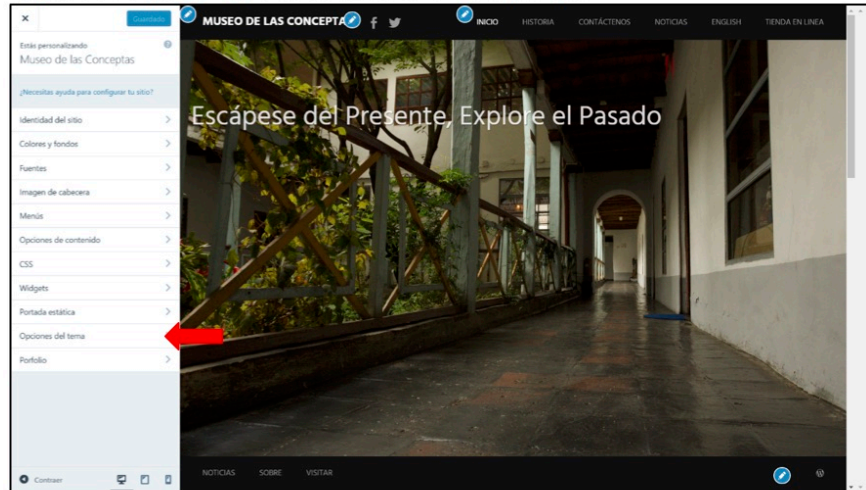 Guardado
Estás personalizando
Museo de las Conceptas
¿Necesitas ayuda para configurar tu sitio?
Identidad del sitio
Colores y fondos
Fuentes
Imagen de cabecera
Menús
Opciones de contenido
CSS
Widgets
Portada estática
Opciones del tema
Porfolio
Contraer
MUSEO DE LAS CONCEPTA
INICIO HISTORIA CONTÁCTENOS NOTICIAS ENGLISH TIENDA EN LINEA
Escápese del Presente, Explore el Pasado
NOTICIAS SOBRE VISITAR